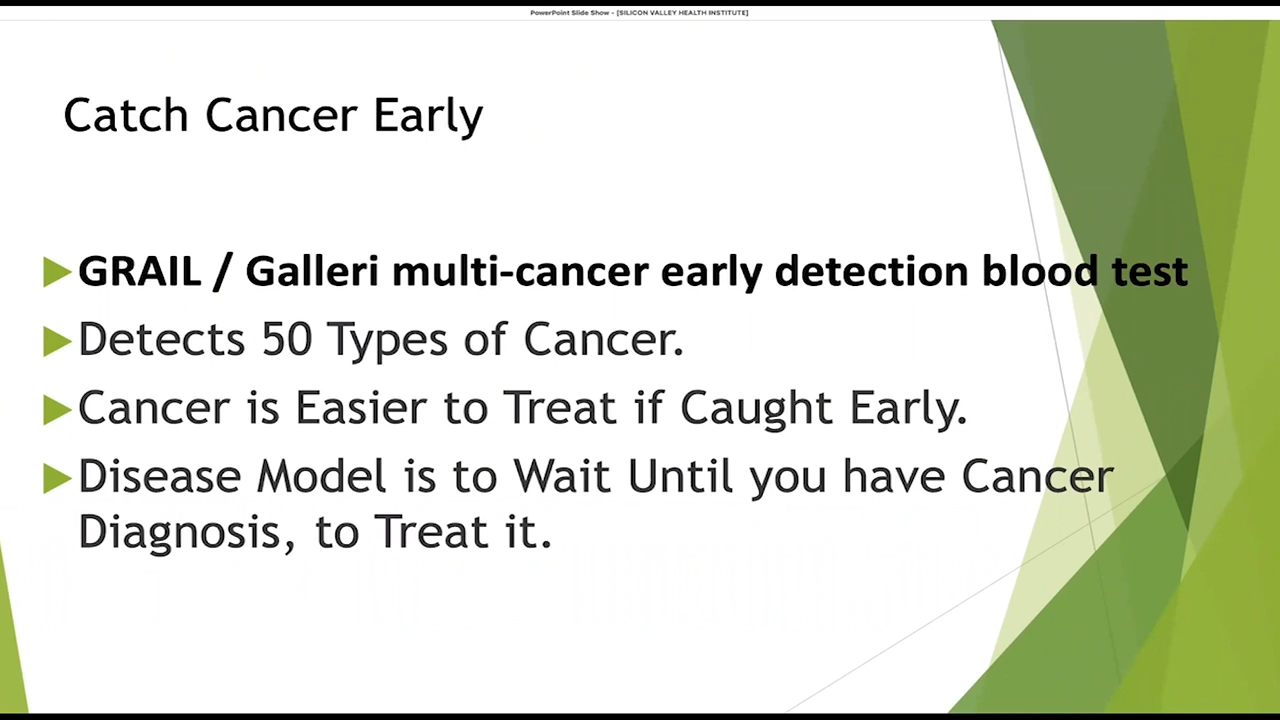 PowerPoint Slide Show - [SILICON VALLEY HEALTH INSTITUTE]
Catch Cancer Early
GRAIL / Galleri multi-cancer early detection blood test
Detects 50 Types of Cancer.
Cancer is Easier to Treat if Caught Early.
Disease Model is to Wait Until you have Cancer
Diagnosis, to Treat it.